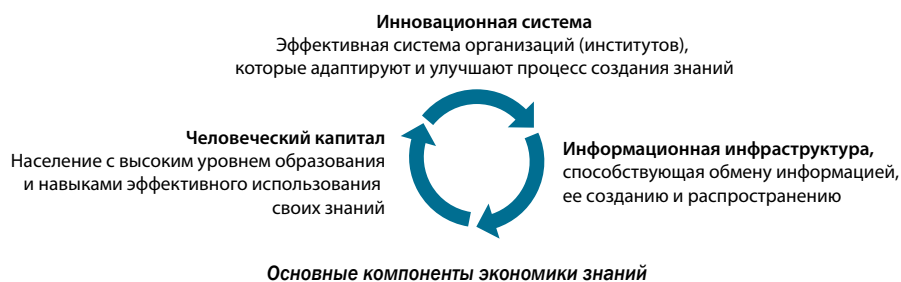 Инновационная система
Эффективная система организаций (институтов),
которые адаптируют и улучшают процесс создания знаний
Человеческий капитал
Население с высоким уровнем образования
и навыками эффективного использования
своих знаний
Информационная инфраструктура,
способствующая обмену информацией,
ее созданию и распространению
Основные компоненты экономики знаний